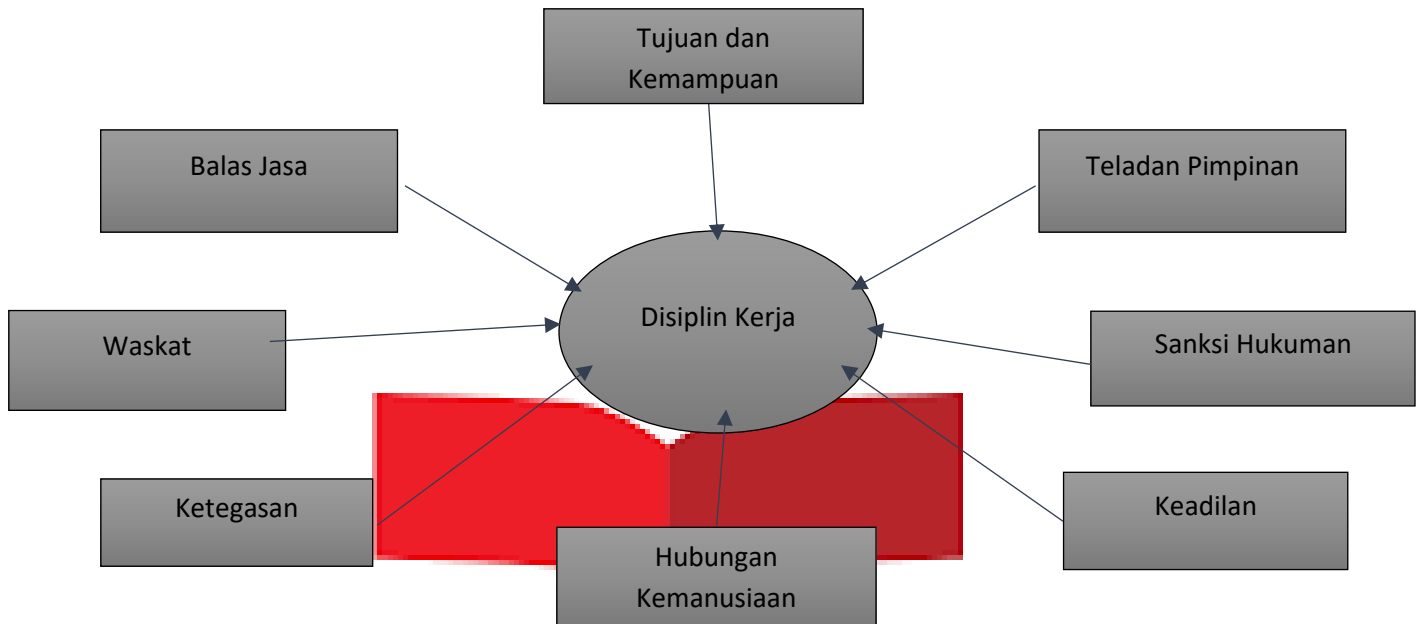 Tujuan dan
Kemampuan
Balas Jasa
Teladan Pimpinan
Disiplin Kerja
Waskat
Sanksi Hukuman
Ketegasan
Keadilan
Hubungan
Kemanusiaan